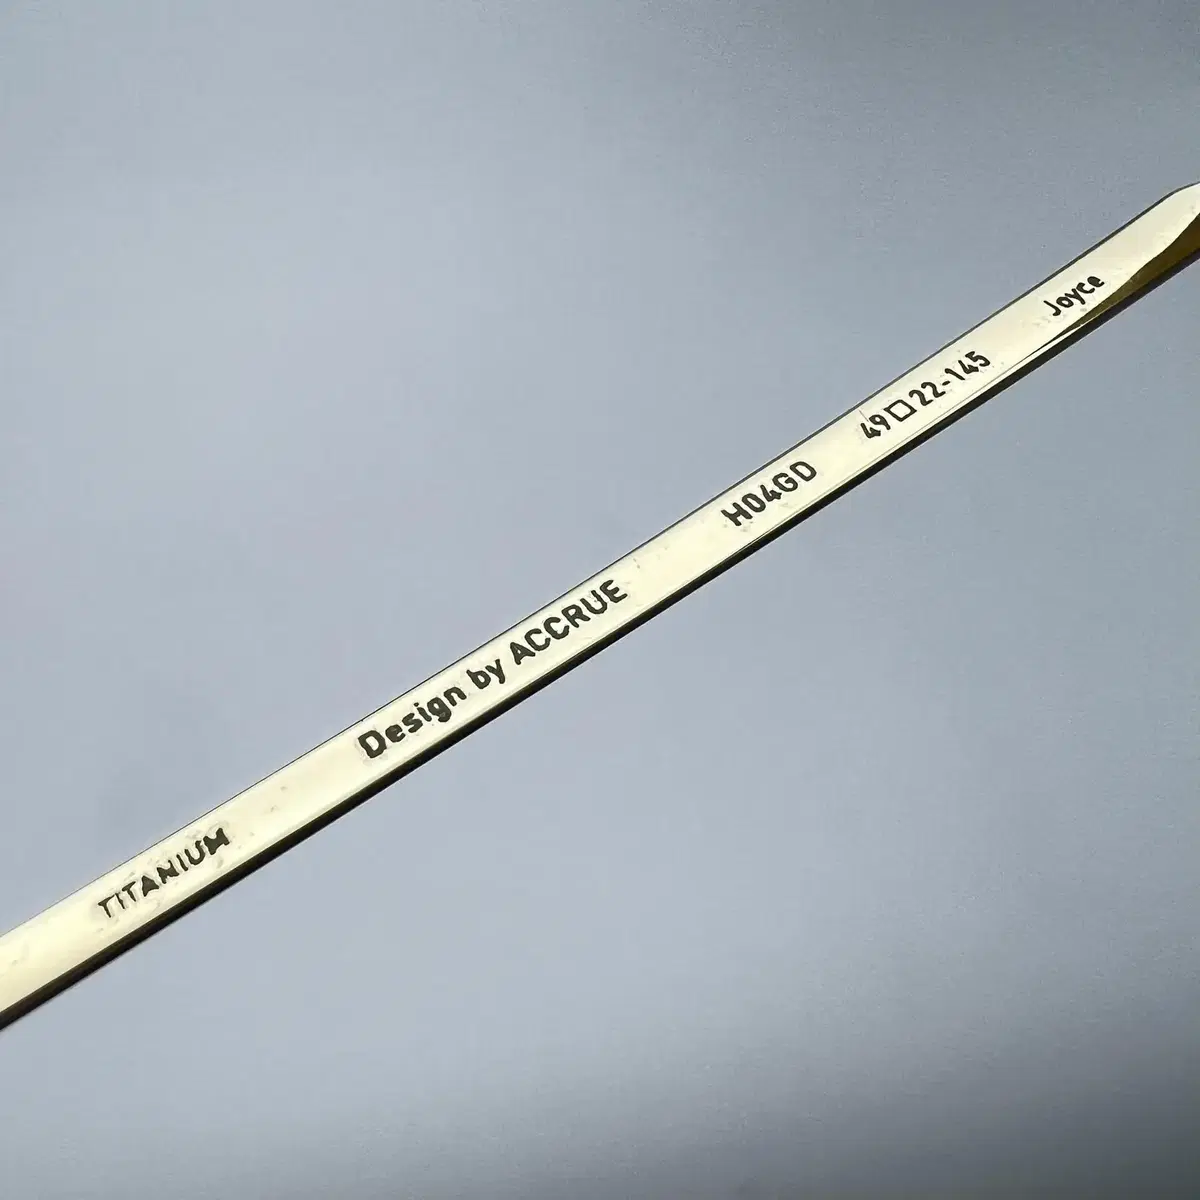 TITANIUM Design by ACCRUE H04GD 49□22-145 Joyce